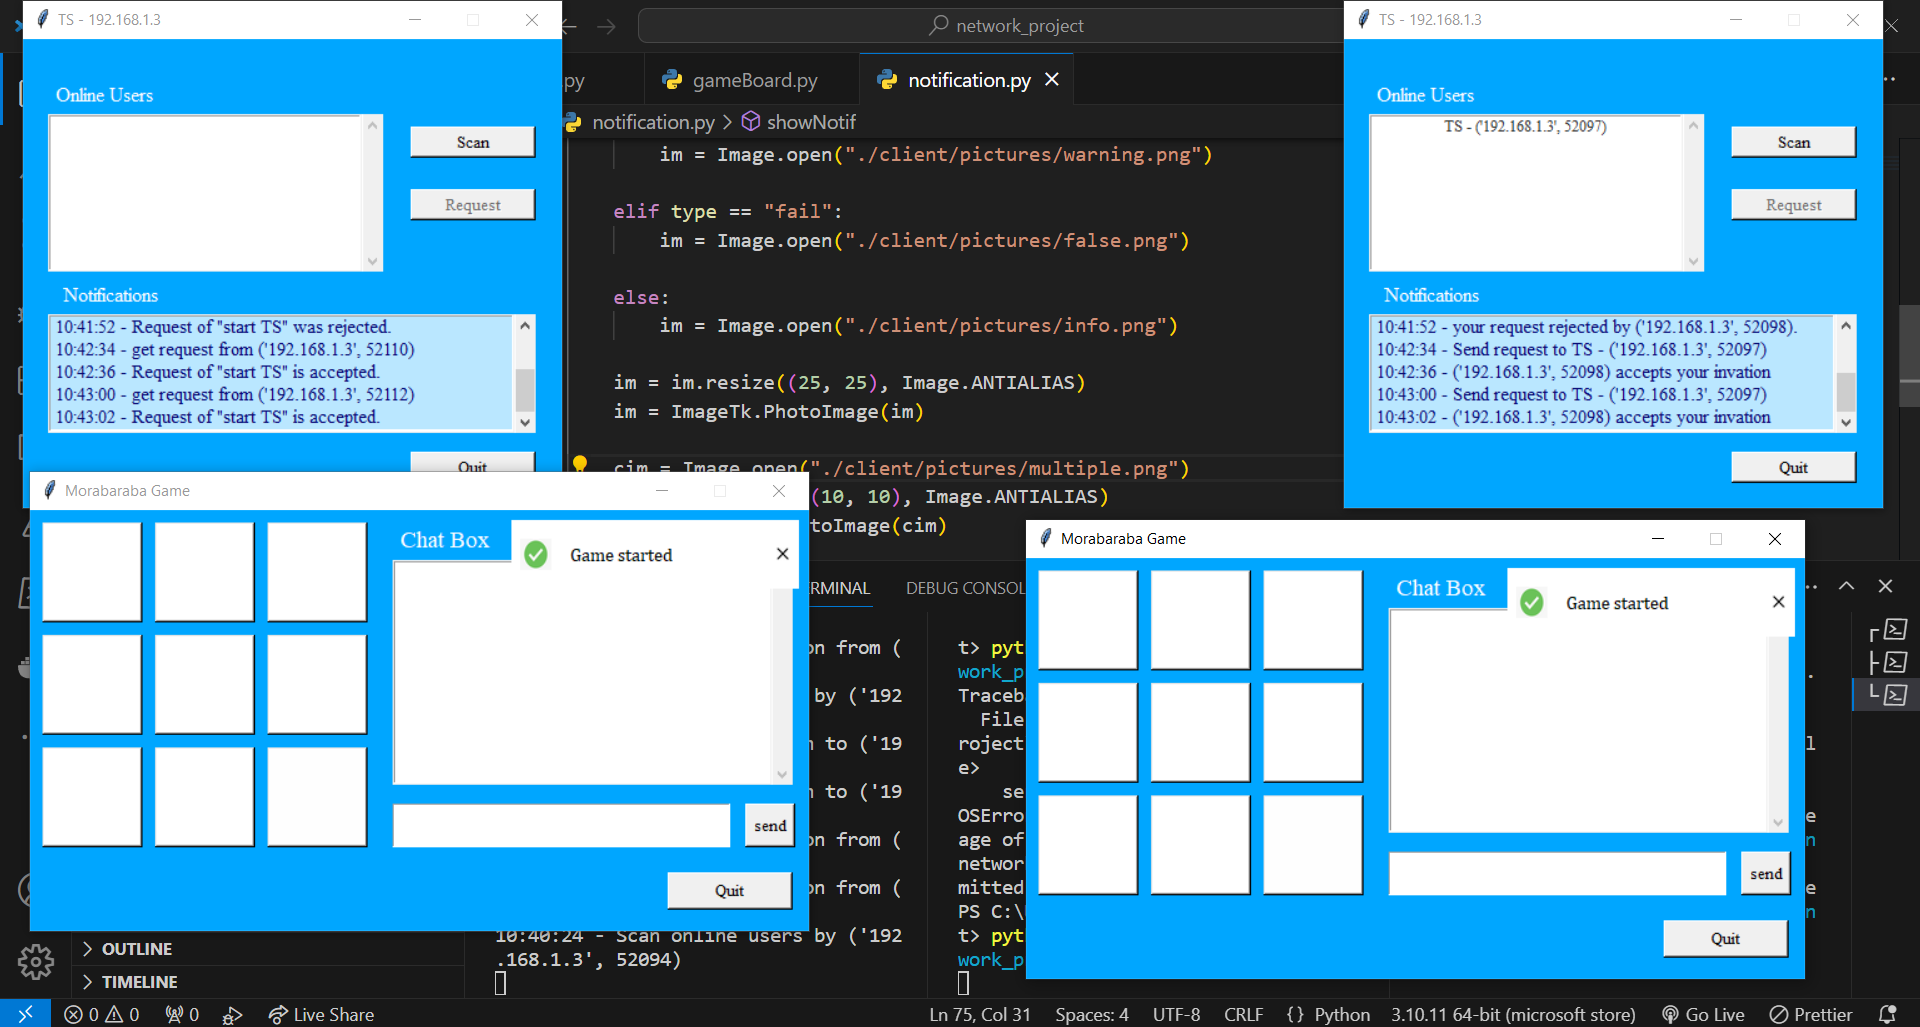 TS - 192.168.1.3
Online Users
Scan
Request
Notifications
10:41:52 - Request of "start TS" was rejected.
10:42:34 - get request from ('192.168.1.3', 52110)
10:42:36 - Request of "start TS" is accepted.
10:43:00 - get request from ('192.168.1.3', 52112)
10:43:02 - Request of "start TS" is accepted.
Quit
network_project
py
gameBoard.py
notification.py
notification.py > showNotif
im = Image.open("./client/pictures/warning.png")
elif type == "fail":
im = Image.open("./client/pictures/false.png")
else:
im = Image.open("./client/pictures/info.png")
im = im.resize((25, 25), Image.ANTIALIAS)
im = ImageTk.PhotoImage(im)
cim = Image.open("./client/pictures/multiple.png")
(10, 10), Image.ANTIALIAS)
toImage(cim)
TS - 192.168.1.3
Online Users
TS - ('192.168.1.3', 52097)
Scan
Request
Notifications
10:41:52 - your request rejected by ('192.168.1.3', 52098).
10:42:34 - Send request to TS - ('192.168.1.3', 52097)
10:42:36 - ('192.168.1.3', 52098) accepts your invation
10:43:00 - Send request to TS - ('192.168.1.3', 52097)
10:43:02 - ('192.168.1.3', 52098) accepts your invation
Quit
Morabaraba Game
Chat Box
Game started
send
Quit
RMINAL
DEBUG CONSOL
on from (
by ('192
n to ('19
n to ('19
on from (
on from (
10:40:24 - Scan online users by ('192
.168.1.3', 52094)
t> pyt
work_p
Traceb
File
roject
e>
se
OSErro
age of
networ
mitted
PS C:\
t> pyt
work_p
Morabaraba Game
Chat Box
Game started
send
Quit
OUTLINE
TIMELINE
0 0 0 Live Share
Ln 75, Col 31 Spaces: 4 UTF-8 CRLF {} Python 3.10.11 64-bit (microsoft store) Go Live Prettier